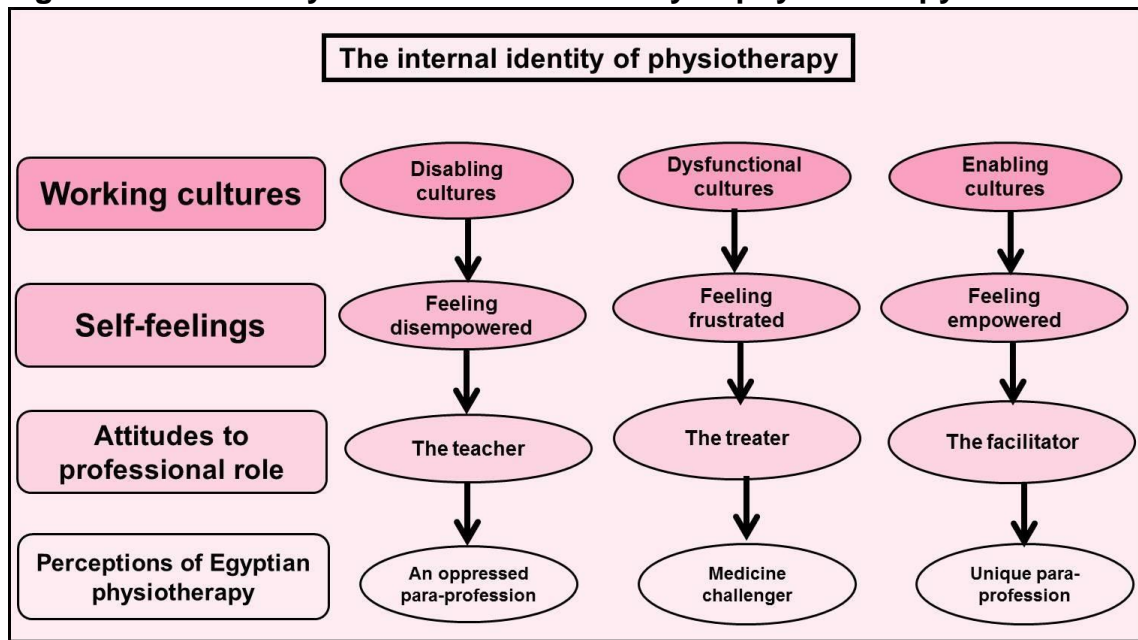 The internal identity of physiotherapy
Working cultures
Disabling
cultures
Dysfunctional
cultures
Enabling
cultures
Self-feelings
Feeling
disempowered
Feeling
frustrated
Feeling
empowered
Attitudes to
professional role
The teacher
The treater
The facilitator
Perceptions of Egyptian
physiotherapy
An oppressed
para-profession
Medicine
challenger
Unique para-
profession